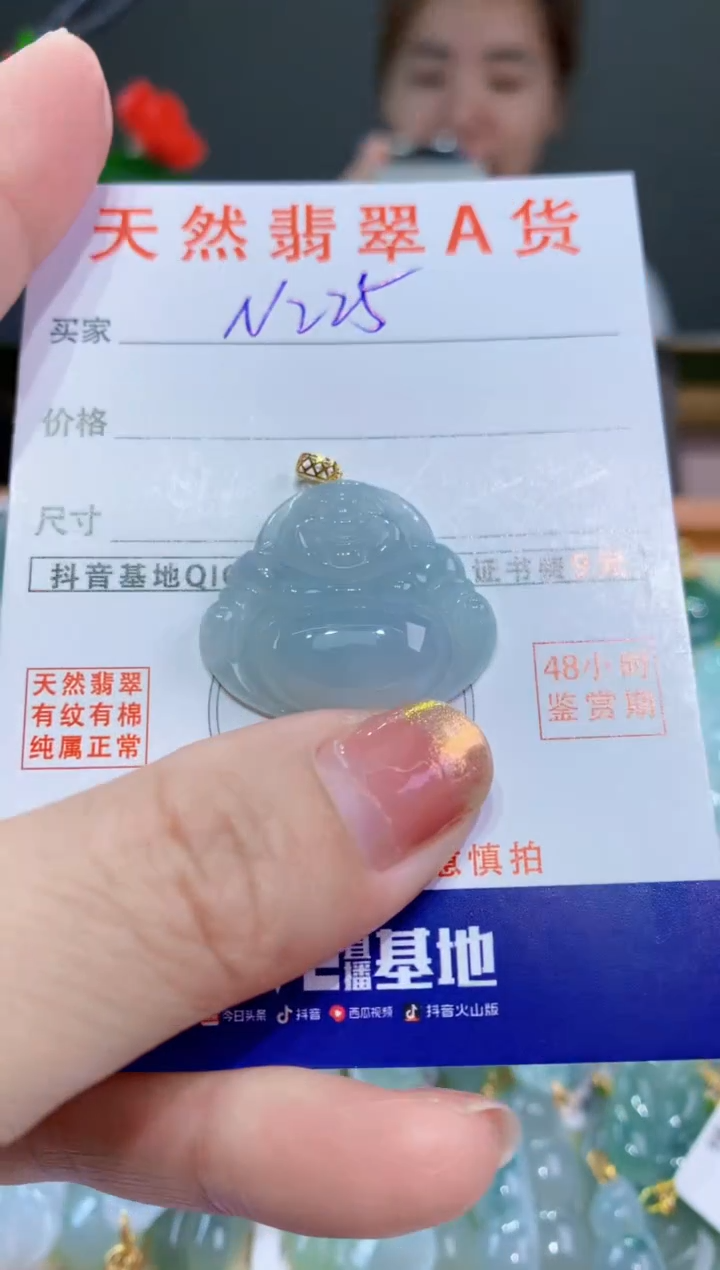 天然翡翠A货
买家 N225
价格
尺寸
抖音基地QI 证书
天然翡翠
有纹有棉
纯属正常
48小时
鉴赏期
慎拍
直播基地
今日头条 抖音 西瓜视频 抖音火山版